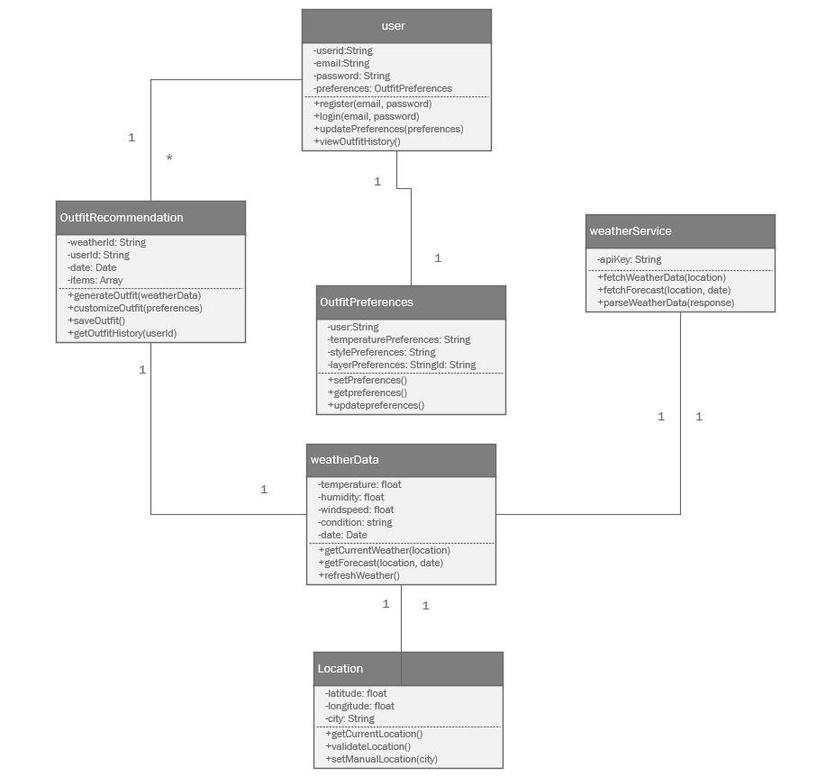 user
-userid:String
-email:String
-password: String
-preferences: OutfitPreferences
+register(email, password)
+login(email, password)
+updatePreferences(preferences)
+viewOutfitHistory()
1
*
1
1
OutfitRecommendation
-weatherId: String
-userId: String
-date: Date
-items: Array
+generateOutfit(weatherData)
+customizeOutfit(preferences)
+saveOutfit()
+getOutfitHistory(userId)
weatherService
-apiKey: String
+fetchWeatherData(location)
+fetchForecast(location, date)
+parseWeatherData(response)
OutfitPreferences
-user:String
-temperaturePreferences: String
-stylePreferences: String
-layerPreferences: StringId: String
+setPreferences()
+getpreferences()
+updatepreferences()
1
1
1 1
weatherData
-temperature: float
-humidity: float
-windspeed: float
-condition: string
-date: Date
+getCurrentWeather(location)
+getForecast(location, date)
+refreshWeather()
1 1
Location
-latitude: float
-longitude: float
-city: String
+getCurrentLocation()
+validateLocation()
+setManualLocation(city)